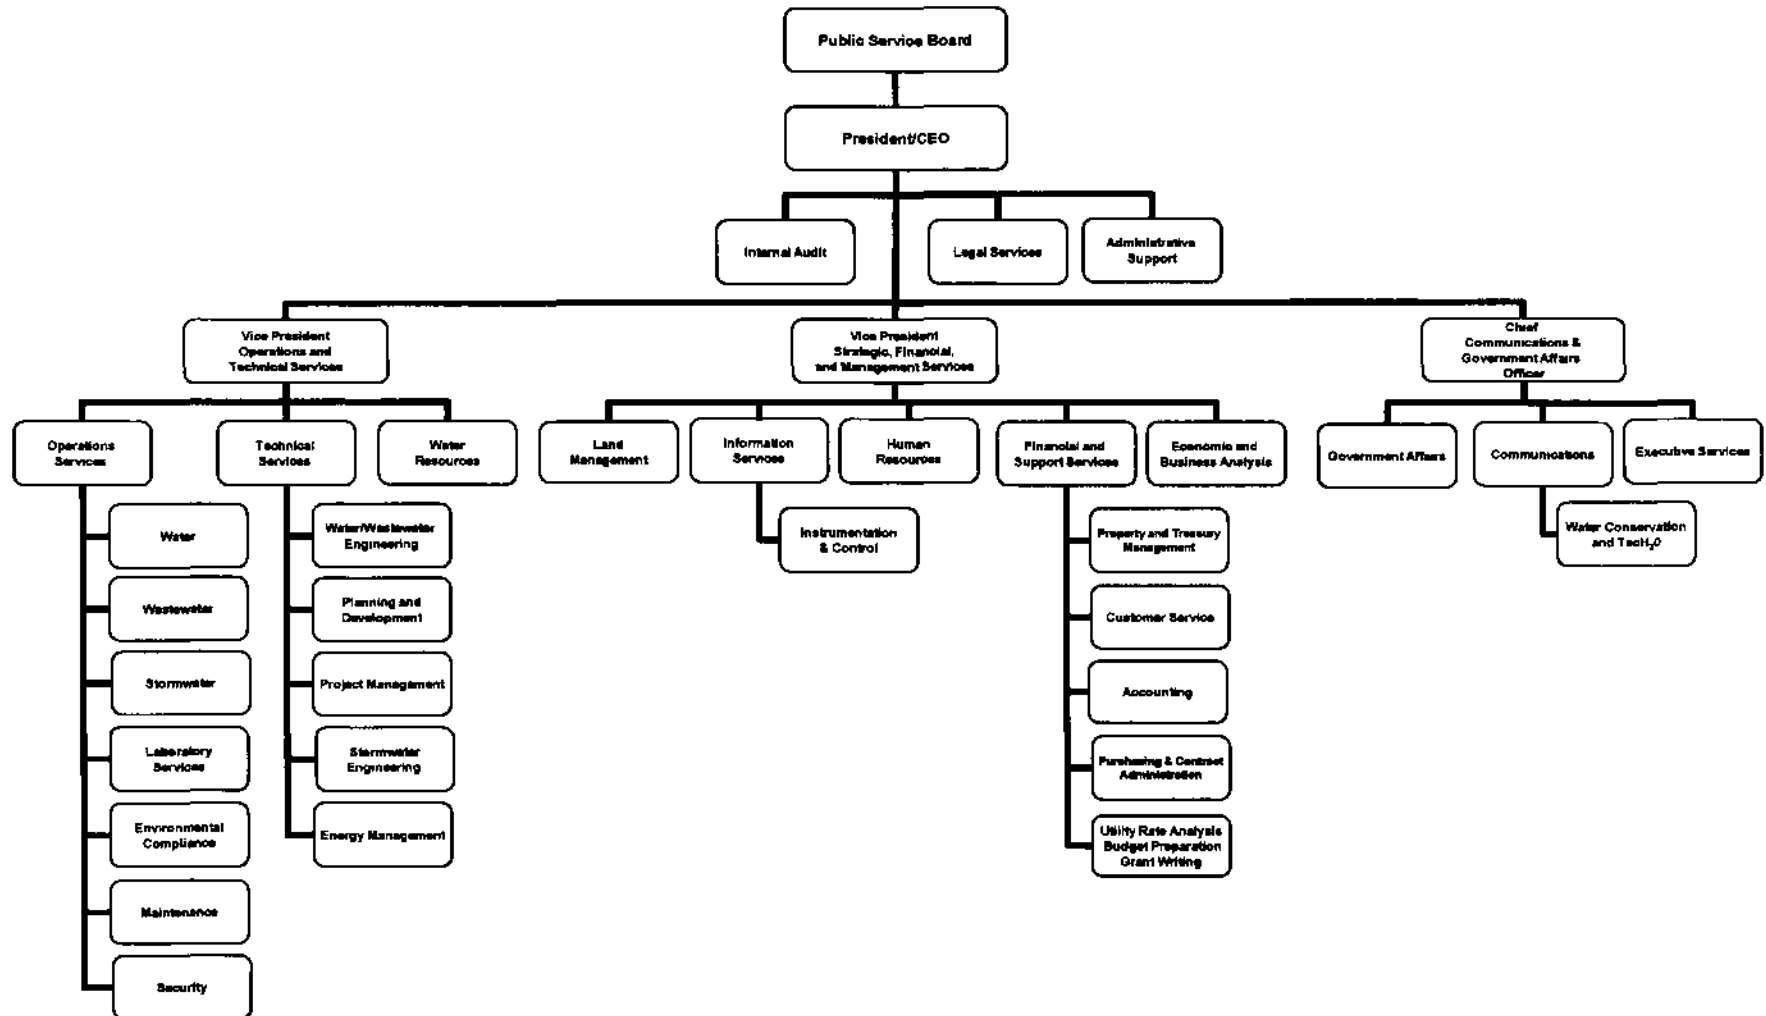 Public Service Board
President/CEO
Internal Audit
Legal Services
Administrative
Support
Vice President
Operations and
Technical Services
Vice President
Strategic, Financial,
and Management Services
Chief
Communications &
Government Affairs
Officer
Operations
Services
Technical
Services
Water
Resources
Land
Management
Information
Services
Human
Resources
Financial and
Support Services
Economic and
Business Analysis
Government Affairs
Communications
Executive Services
Water
Wastewater
Stormwater
Laboratory
Services
Environmental
Compliance
Maintenance
Security
Water/Wastewater
Engineering
Planning and
Development
Project Management
Stormwater
Engineering
Energy Management
Instrumentation
& Control
Property and Treasury
Management
Customer Service
Accounting
Purchasing & Contract
Administration
Utility Rate Analysis
Budget Preparation
Grant Writing
Water Conservation
and TecH₂0